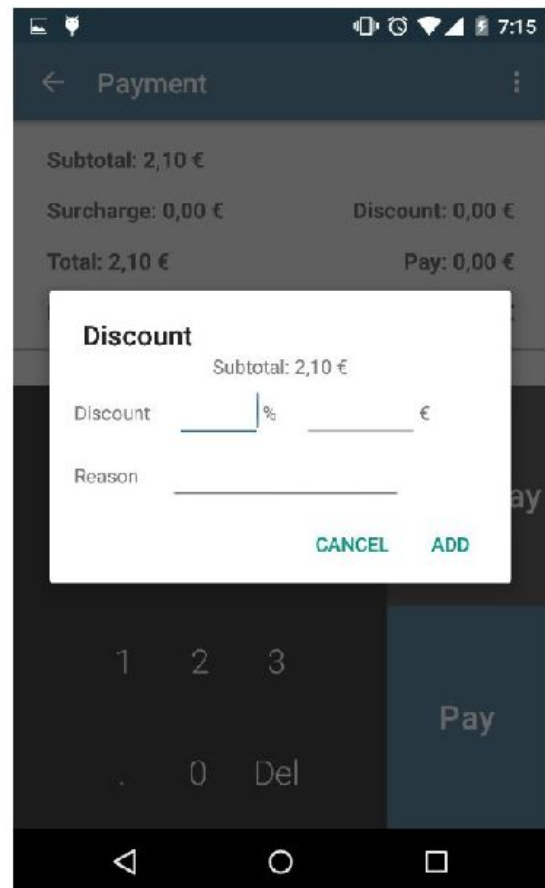 7:15
Payment
Subtotal: 2,10 €
Surcharge: 0,00 € Discount: 0,00 €
Total: 2,10 € Pay: 0,00 €
€
Discount
Subtotal: 2,10 €
Discount % €
Reason
CANCEL ADD
ay
1 2 3
Pay
. 0 Del